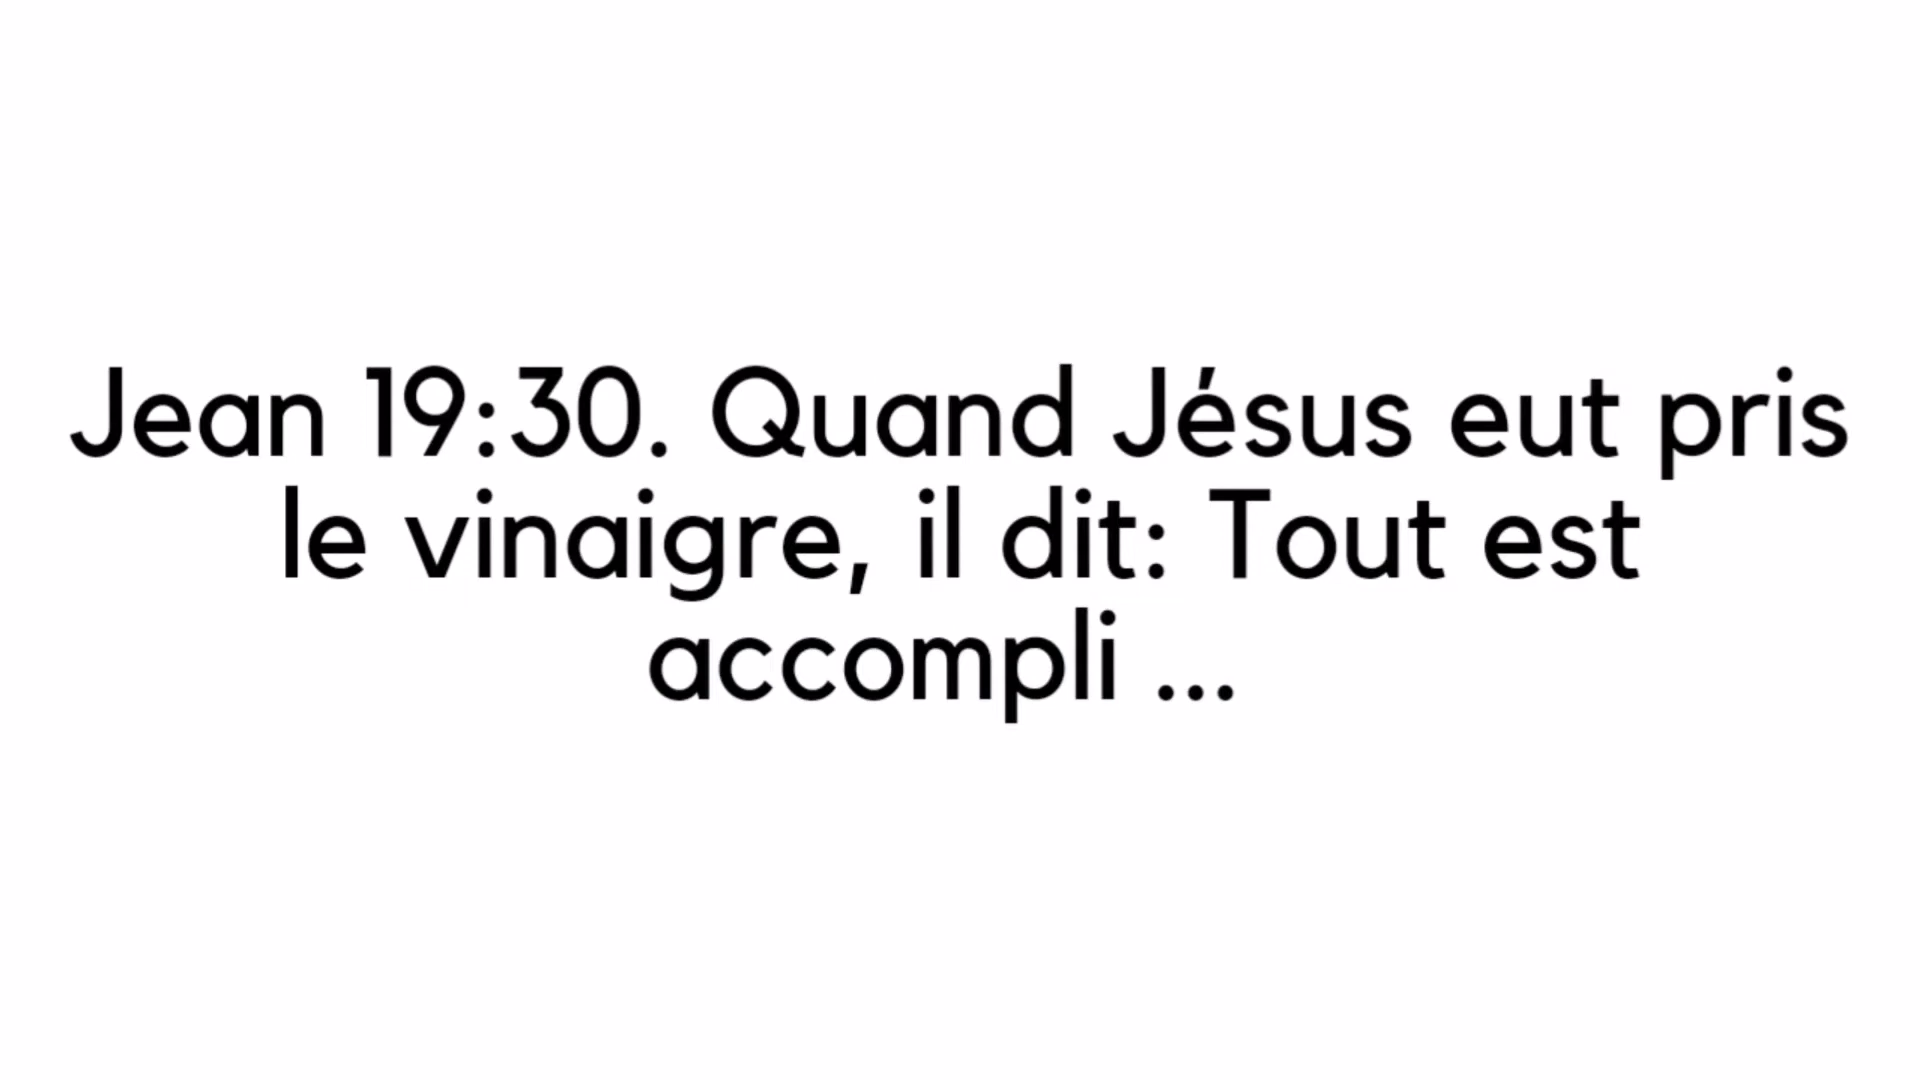 Jean 19:30. Quand Jésus eut pris
le vinaigre, il dit: Tout est
accompli ...